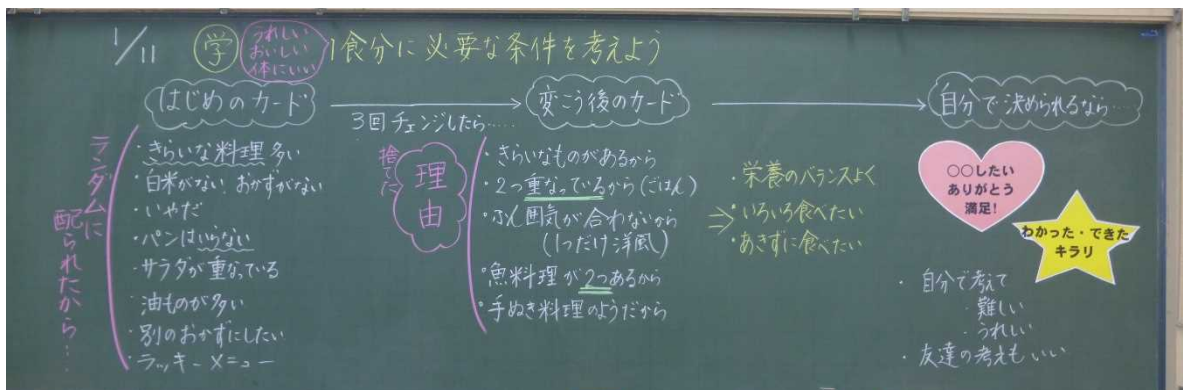 1/11
学 うれしい
おいしい
体にいい
1食分に必要な条件を考えよう
はじめのカード
ランダムに
配られたから…
・きらいな料理多い
・白米がない おかずがない
・いやだ
・パンはいらない
・サラダが重なっている
・油ものが多い
・別のおかずにしたい
・ラッキーメニュー
3回チェンジしたら……
変こう後のカード
捨てた
理由
・きらいなものがあるから
・2つ重なっているから(ごはん)
・ふん囲気が合わないから
(1つだけ洋風)
・魚料理が2つあるから
・手ぬき料理のようだから
・栄養のバランスよく
⇒・いろいろ食べたい
・あきずに食べたい
自分で決められるなら…
○○したい
ありがとう
満足!
わかった・できた
キラリ
・自分で考えて
・難しい
・うれしい
・友達の考えもいい